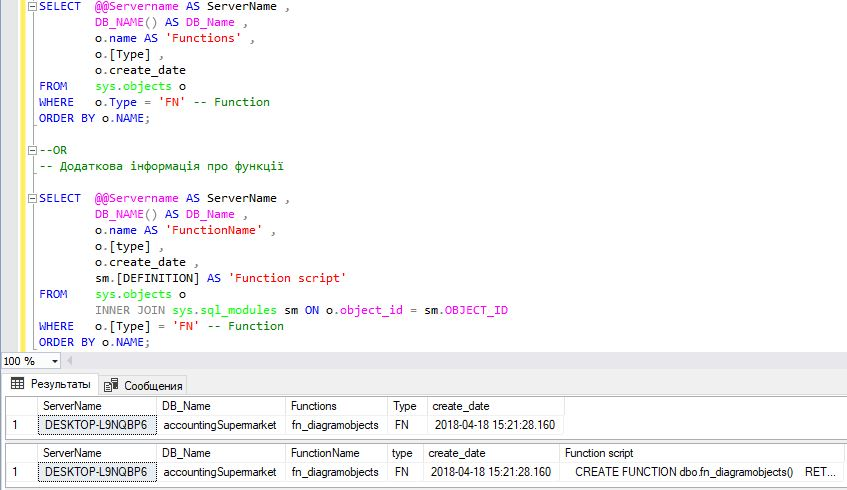 SELECT  @@Servername AS ServerName ,
        DB_NAME() AS DB_Name ,
        o.name AS 'Functions' ,
        o.[Type] ,
        o.create_date
FROM    sys.objects o
WHERE   o.Type = 'FN' -- Function
ORDER BY o.NAME;
--OR
-- Додаткова інформація про функції
SELECT  @@Servername AS ServerName ,
        DB_NAME() AS DB_Name ,
        o.name AS 'FunctionName' ,
        o.[type] ,
        o.create_date ,
        sm.[DEFINITION] AS 'Function script'
FROM    sys.objects o
        INNER JOIN sys.sql_modules sm ON o.object_id = sm.OBJECT_ID
WHERE   o.[Type] = 'FN' -- Function
ORDER BY o.NAME;
100 %
Результаты Сообщения
ServerName DB_Name Functions Type create_date
1 DESKTOP-L9NQBP6 accountingSupermarket fn_diagramobjects FN 2018-04-18 15:21:28.160
ServerName DB_Name FunctionName type create_date Function script
1 DESKTOP-L9NQBP6 accountingSupermarket fn_diagramobjects FN 2018-04-18 15:21:28.160 CREATE FUNCTION dbo.fn_diagramobjects() RET...